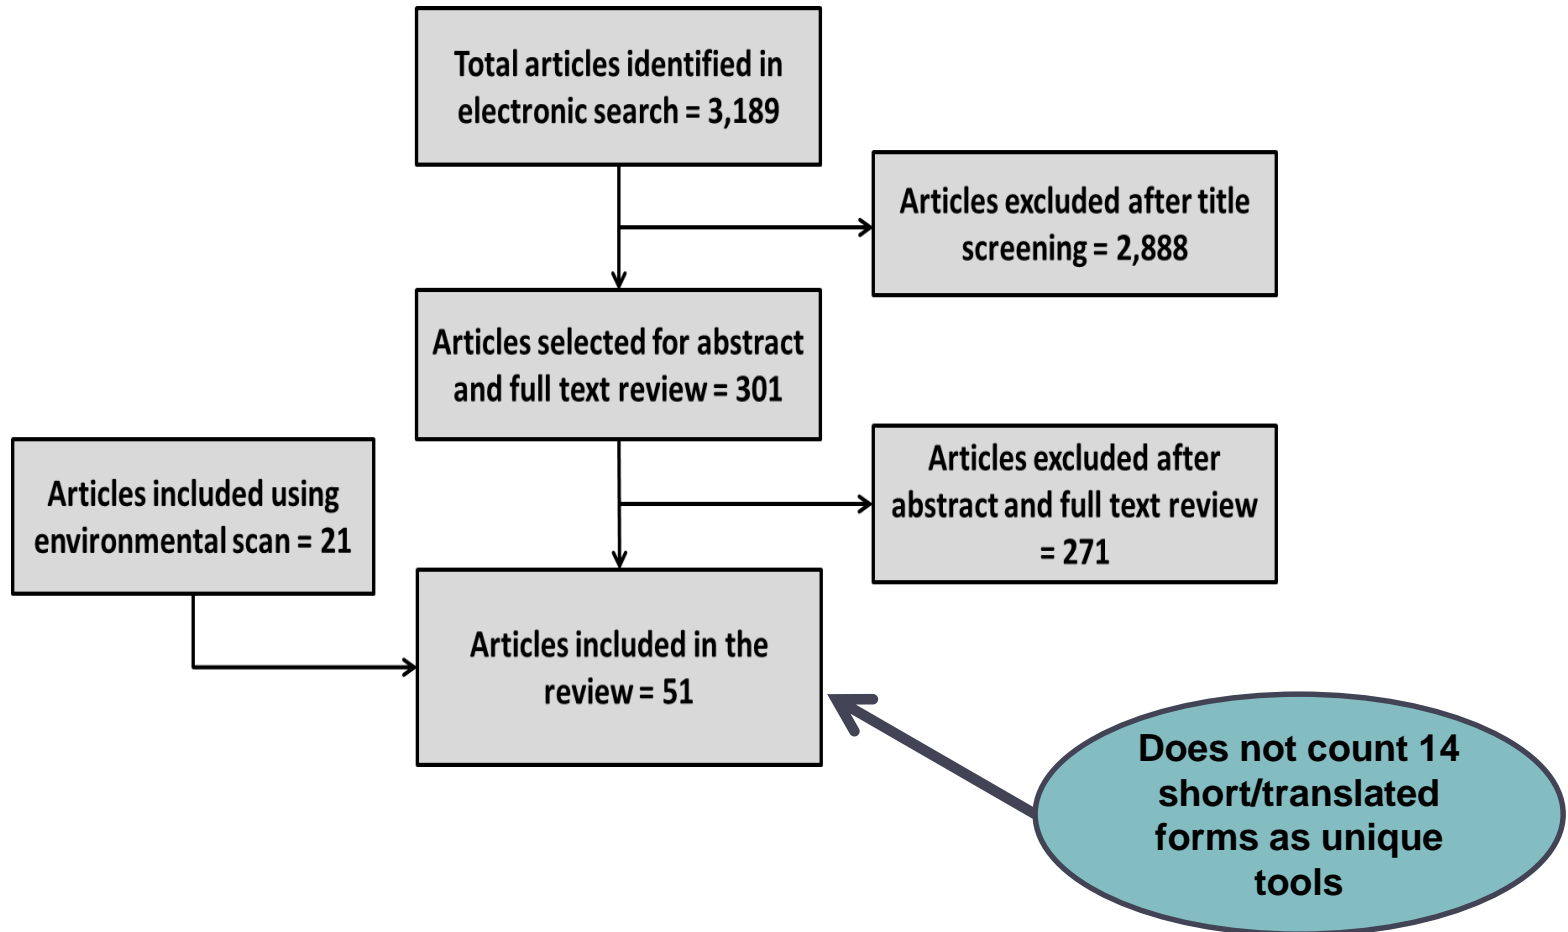 Total articles identified in
electronic search = 3,189
Articles excluded after title
screening = 2,888
Articles selected for abstract
and full text review = 301
Articles excluded after
abstract and full text review
= 271
Articles included using
environmental scan = 21
Articles included in the
review = 51
Does not count 14
short/translated
forms as unique
tools